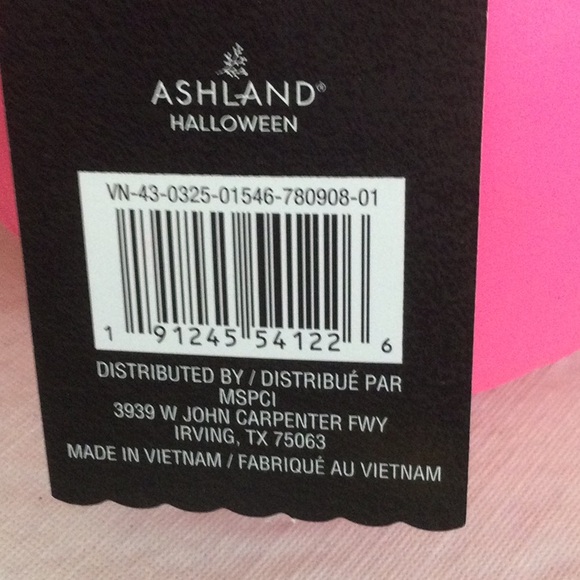 ASHLAND®
HALLOWEEN
VN-43-0325-01546-780908-01
1 91245 54122 6
DISTRIBUTED BY / DISTRIBUÉ PAR
MSPCI
3939 W JOHN CARPENTER FWY
IRVING, TX 75063
MADE IN VIETNAM / FABRIQUÉ AU VIETNAM